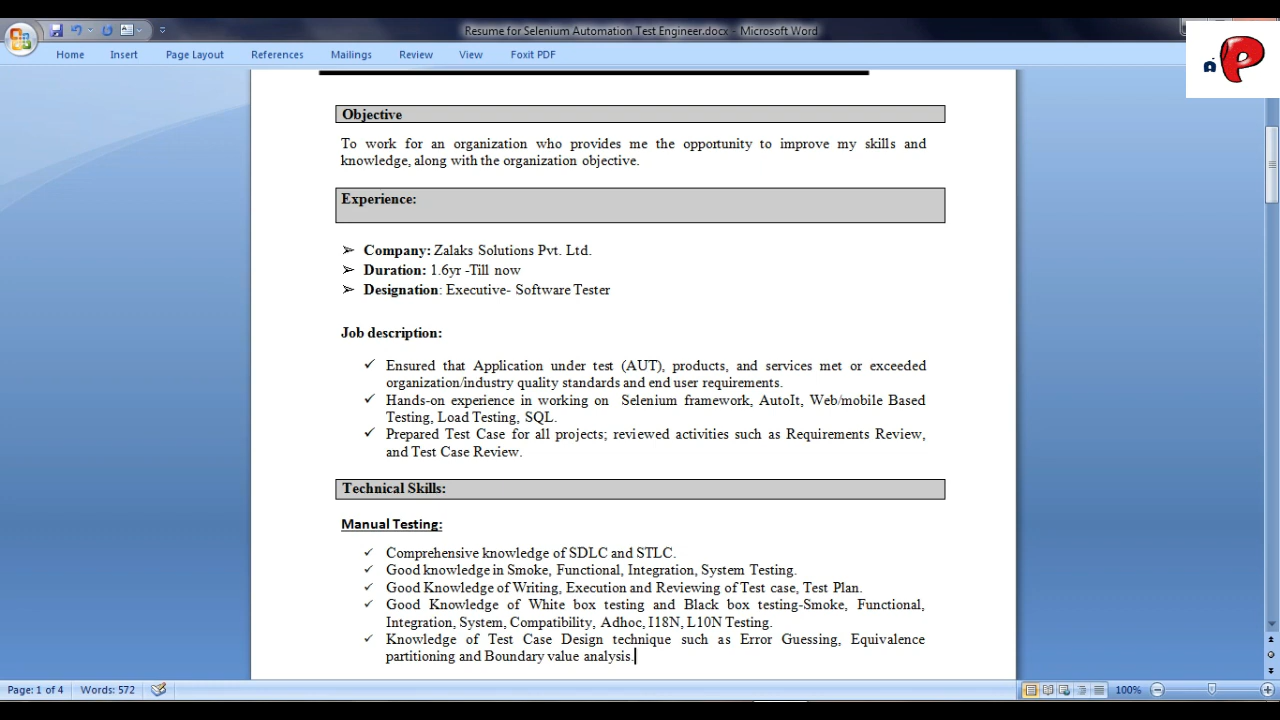 Resume for Selenium Automation Test Engineer.docx - Microsoft Word
Home Insert Page Layout References Mailings Review View Foxit PDF
P
Objective
To work for an organization who provides me the opportunity to improve my skills and
knowledge, along with the organization objective.
Experience:
➢ Company: Zalaks Solutions Pvt. Ltd.
➢ Duration: 1.6yr -Till now
➢ Designation: Executive- Software Tester
Job description:
✓ Ensured that Application under test (AUT), products, and services met or exceeded
organization/industry quality standards and end user requirements.
✓ Hands-on experience in working on Selenium framework, AutoIt, Web/mobile Based
Testing, Load Testing, SQL.
✓ Prepared Test Case for all projects; reviewed activities such as Requirements Review,
and Test Case Review.
Technical Skills:
Manual Testing:
✓ Comprehensive knowledge of SDLC and STLC.
✓ Good knowledge in Smoke, Functional, Integration, System Testing.
✓ Good Knowledge of Writing, Execution and Reviewing of Test case, Test Plan.
✓ Good Knowledge of White box testing and Black box testing-Smoke, Functional,
Integration, System, Compatibility, Adhoc, I18N, L10N Testing.
✓ Knowledge of Test Case Design technique such as Error Guessing, Equivalence
partitioning and Boundary value analysis.
Page: 1 of 4 Words: 572 100%